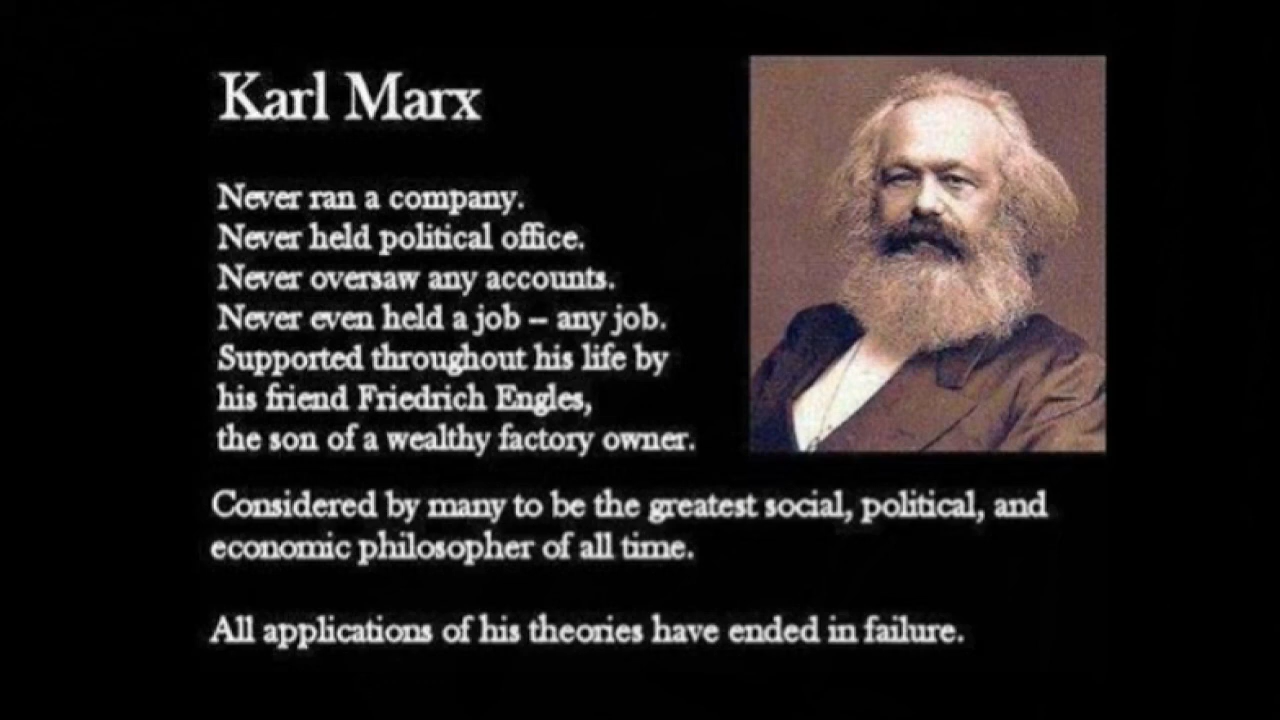 Karl Marx
Never ran a company.
Never held political office.
Never oversaw any accounts.
Never even held a job – any job.
Supported throughout his life by
his friend Friedrich Engles,
the son of a wealthy factory owner.
Considered by many to be the greatest social, political, and
economic philosopher of all time.
All applications of his theories have ended in failure.